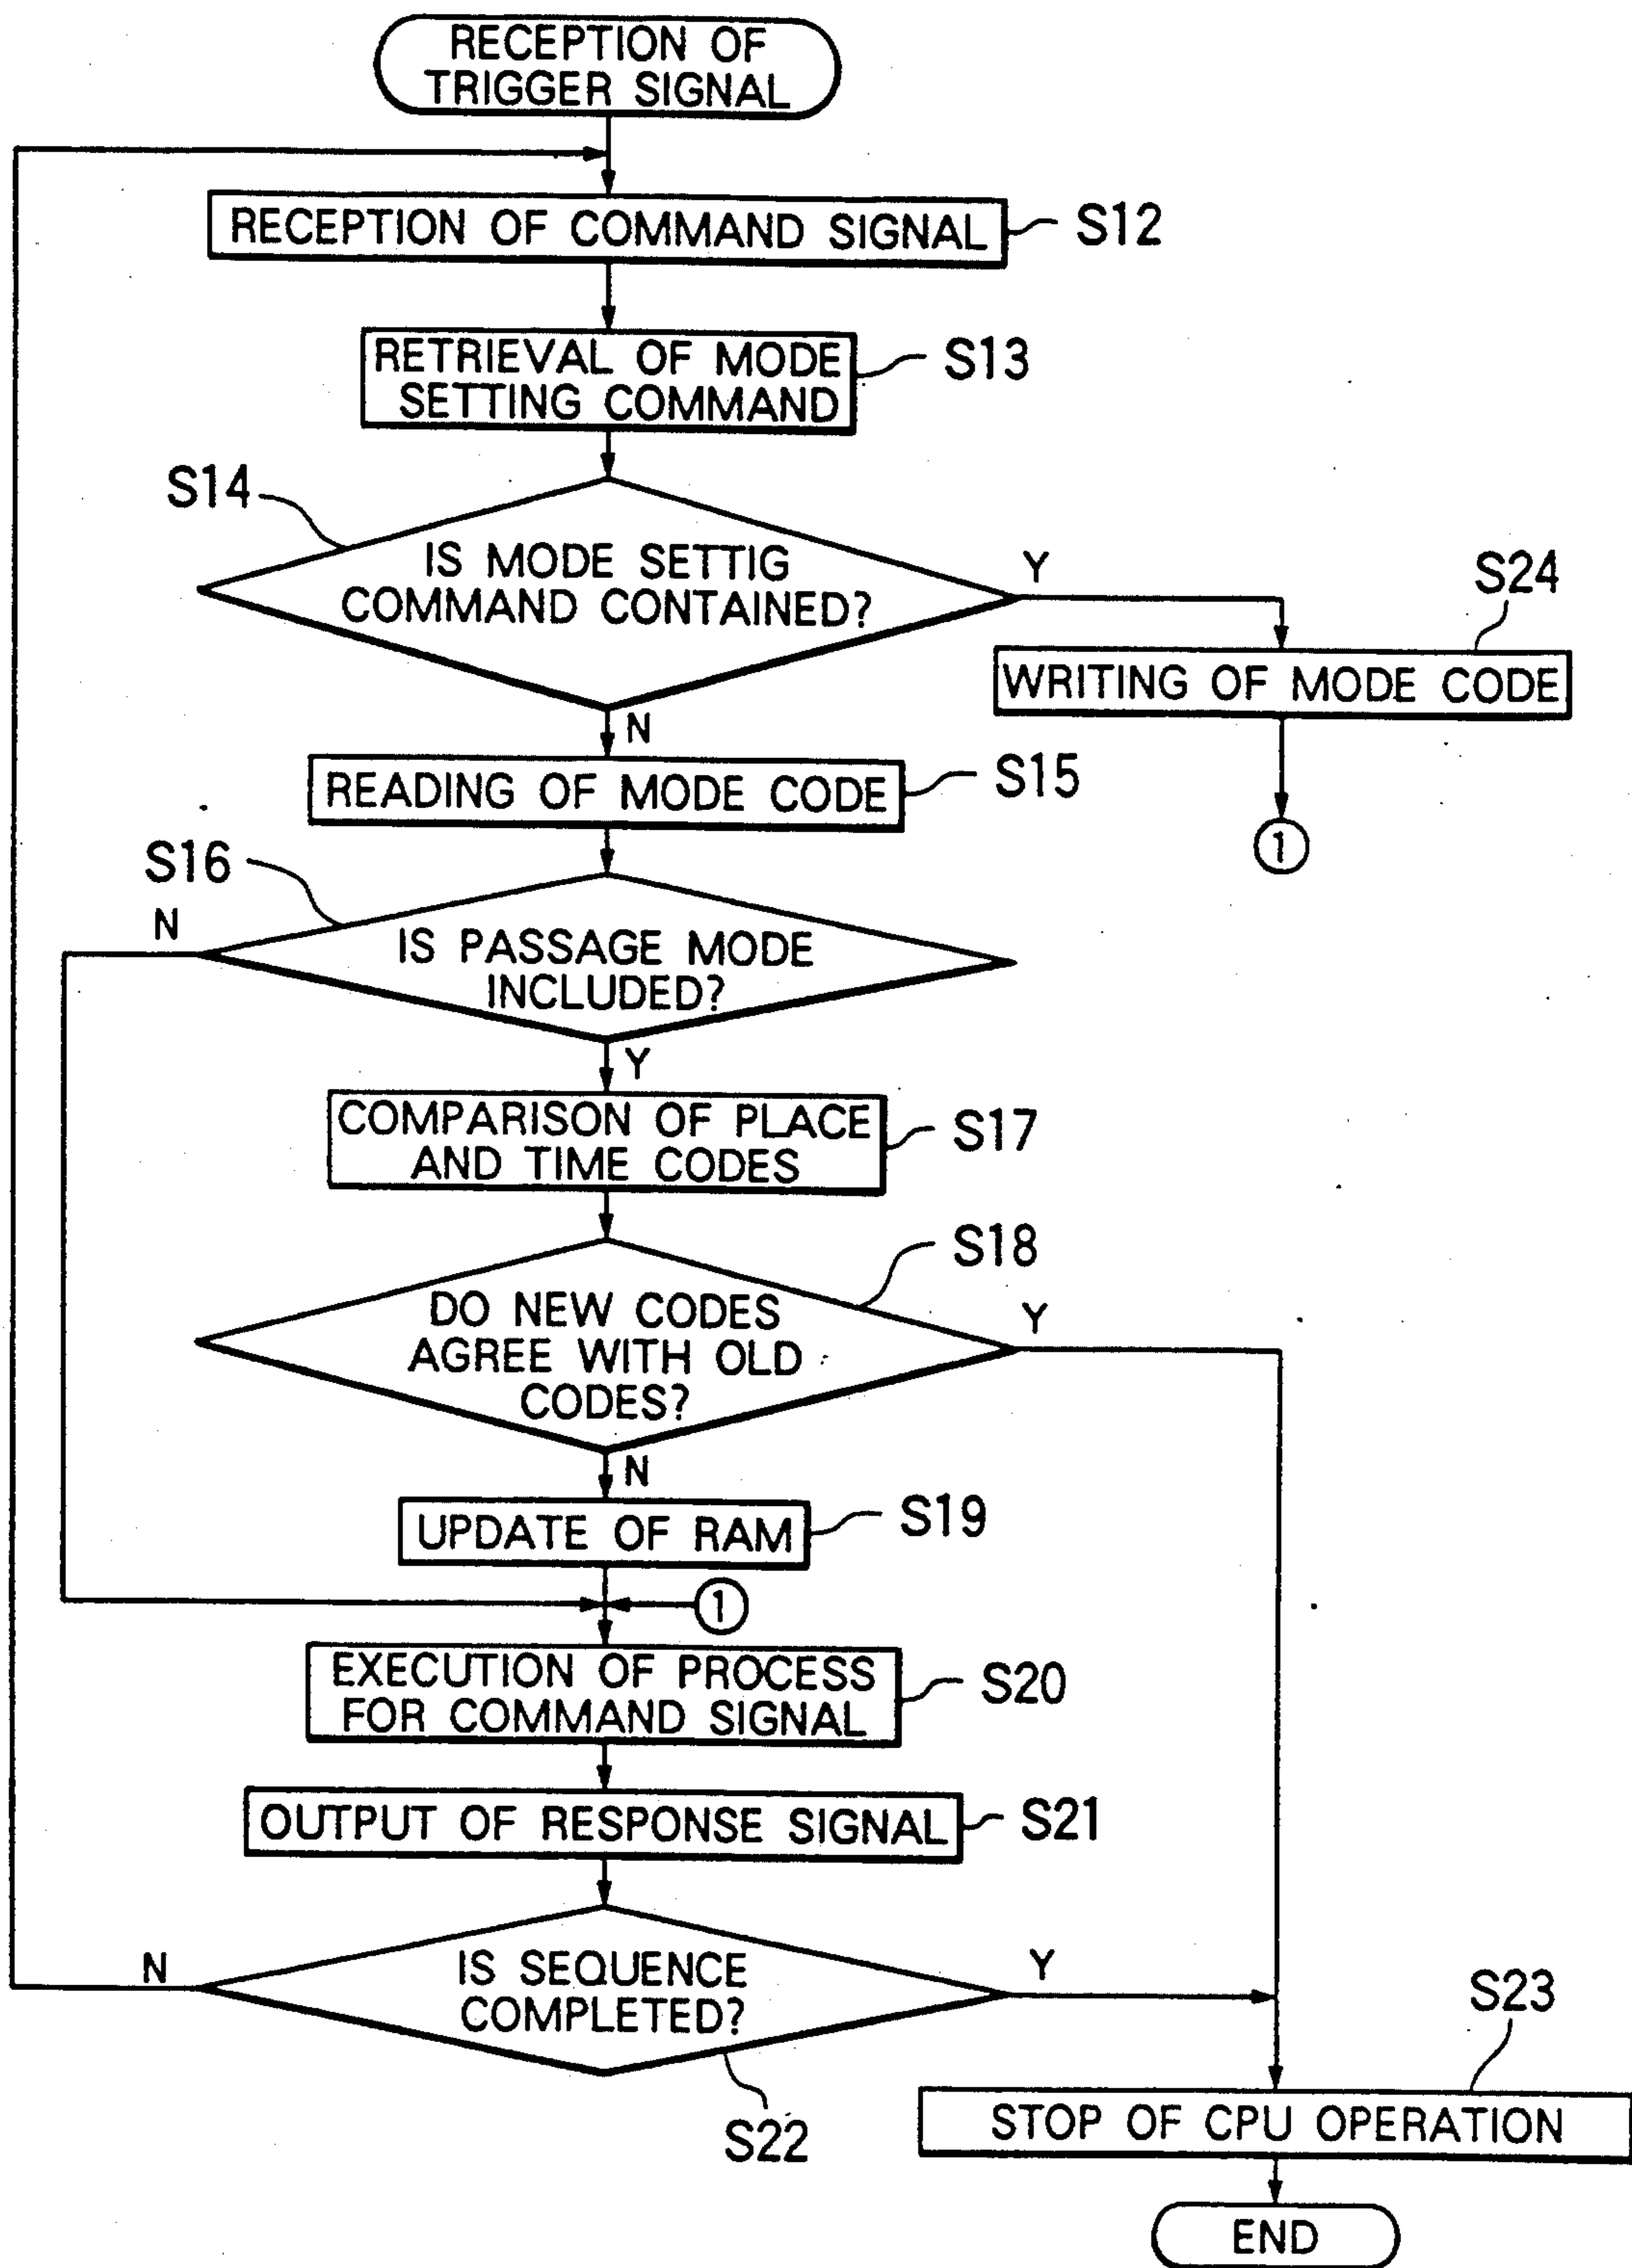 RECEPTION OF
TRIGGER SIGNAL
RECEPTION OF COMMAND SIGNAL
S12
RETRIEVAL OF MODE
SETTING COMMAND
S13
S14
IS MODE SETTIG
COMMAND CONTAINED?
Y
S24
WRITING OF MODE CODE
N
READING OF MODE CODE
S15
1
S16
N
IS PASSAGE MODE
INCLUDED?
Y
COMPARISON OF PLACE
AND TIME CODES
S17
S18
DO NEW CODES
AGREE WITH OLD
CODES?
Y
N
UPDATE OF RAM
S19
1
EXECUTION OF PROCESS
FOR COMMAND SIGNAL
S20
OUTPUT OF RESPONSE SIGNAL
S21
N
IS SEQUENCE
COMPLETED?
Y
S23
S22
STOP OF CPU OPERATION
END